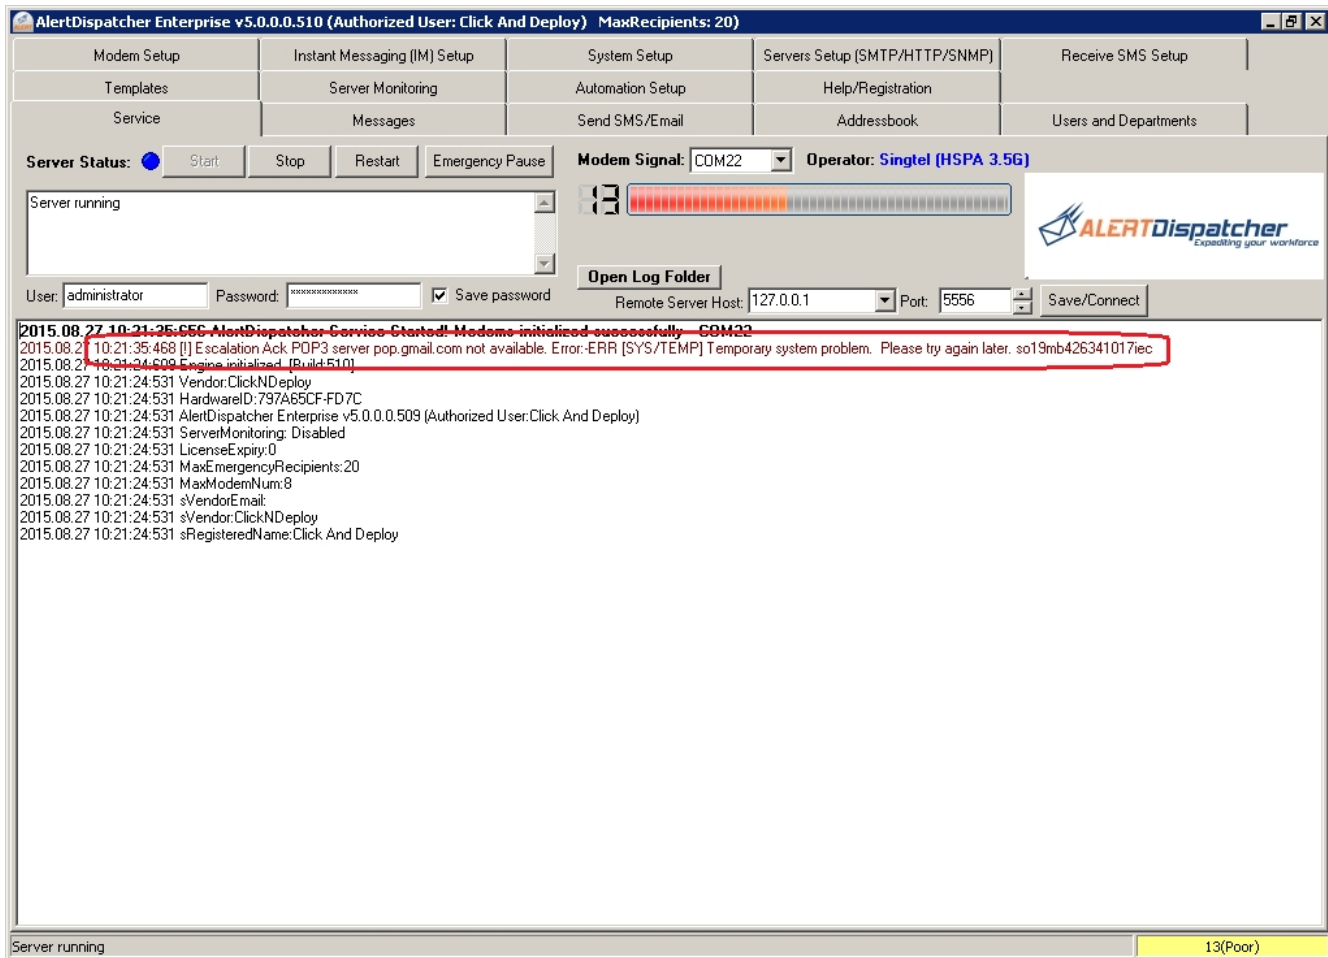 AlertDispatcher Enterprise v5.0.0.0.510 (Authorized User: Click And Deploy) MaxRecipients: 20)
Modem Setup
Instant Messaging (IM) Setup
System Setup
Servers Setup (SMTP/HTTP/SNMP)
Receive SMS Setup
Templates
Server Monitoring
Automation Setup
Help/Registration
Service
Messages
Send SMS/Email
Addressbook
Users and Departments
Server Status:
Start
Stop
Restart
Emergency Pause
Modem Signal: COM22
Operator: Singtel (HSPA 3.5G)
Server running
13
ALERTDispatcher
Expediting your workforce
Open Log Folder
User: administrator
Password: *************
Save password
Remote Server Host: 127.0.0.1
Port: 5556
Save/Connect
2015.08.27 10:21:35:656 AlertDispatcher Service Started! Modems initialized successfully - COM22
2015.08.27 10:21:35:468 [!] Escalation Ack POP3 server pop.gmail.com not available. Error:-ERR [SYS/TEMP] Temporary system problem. Please try again later. so19mb426341017iec
2015.08.27 10:21:24:609 Engine initialized. [Build:510]
2015.08.27 10:21:24:531 Vendor:ClickNDeploy
2015.08.27 10:21:24:531 HardwareID:797A65CF-FD7C
2015.08.27 10:21:24:531 AlertDispatcher Enterprise v5.0.0.0.509 (Authorized User:Click And Deploy)
2015.08.27 10:21:24:531 ServerMonitoring: Disabled
2015.08.27 10:21:24:531 LicenseExpiry:0
2015.08.27 10:21:24:531 MaxEmergencyRecipients:20
2015.08.27 10:21:24:531 MaxModemNum:8
2015.08.27 10:21:24:531 sVendorEmail:
2015.08.27 10:21:24:531 sVendor:ClickNDeploy
2015.08.27 10:21:24:531 sRegisteredName:Click And Deploy
Server running
13(Poor)